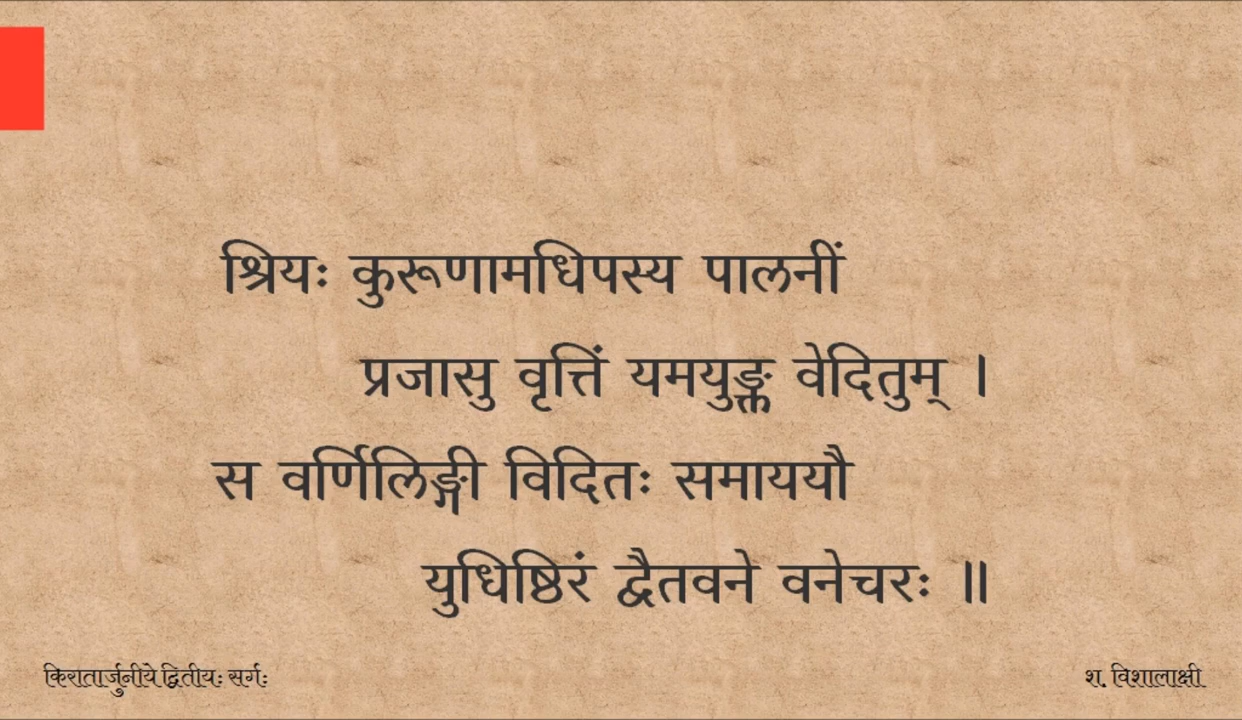 श्रियः कुरूणामधिपस्य पालनीं
प्रजासु वृत्तिं यमयुङ्क्त वेदितुम् ।
स वर्णिलिङ्गी विदितः समाययौ
युधिष्ठिरं द्वैतवने वनेचरः ॥
किरातार्जुनीये द्वितीयः सर्गः
श. विशालाक्षी